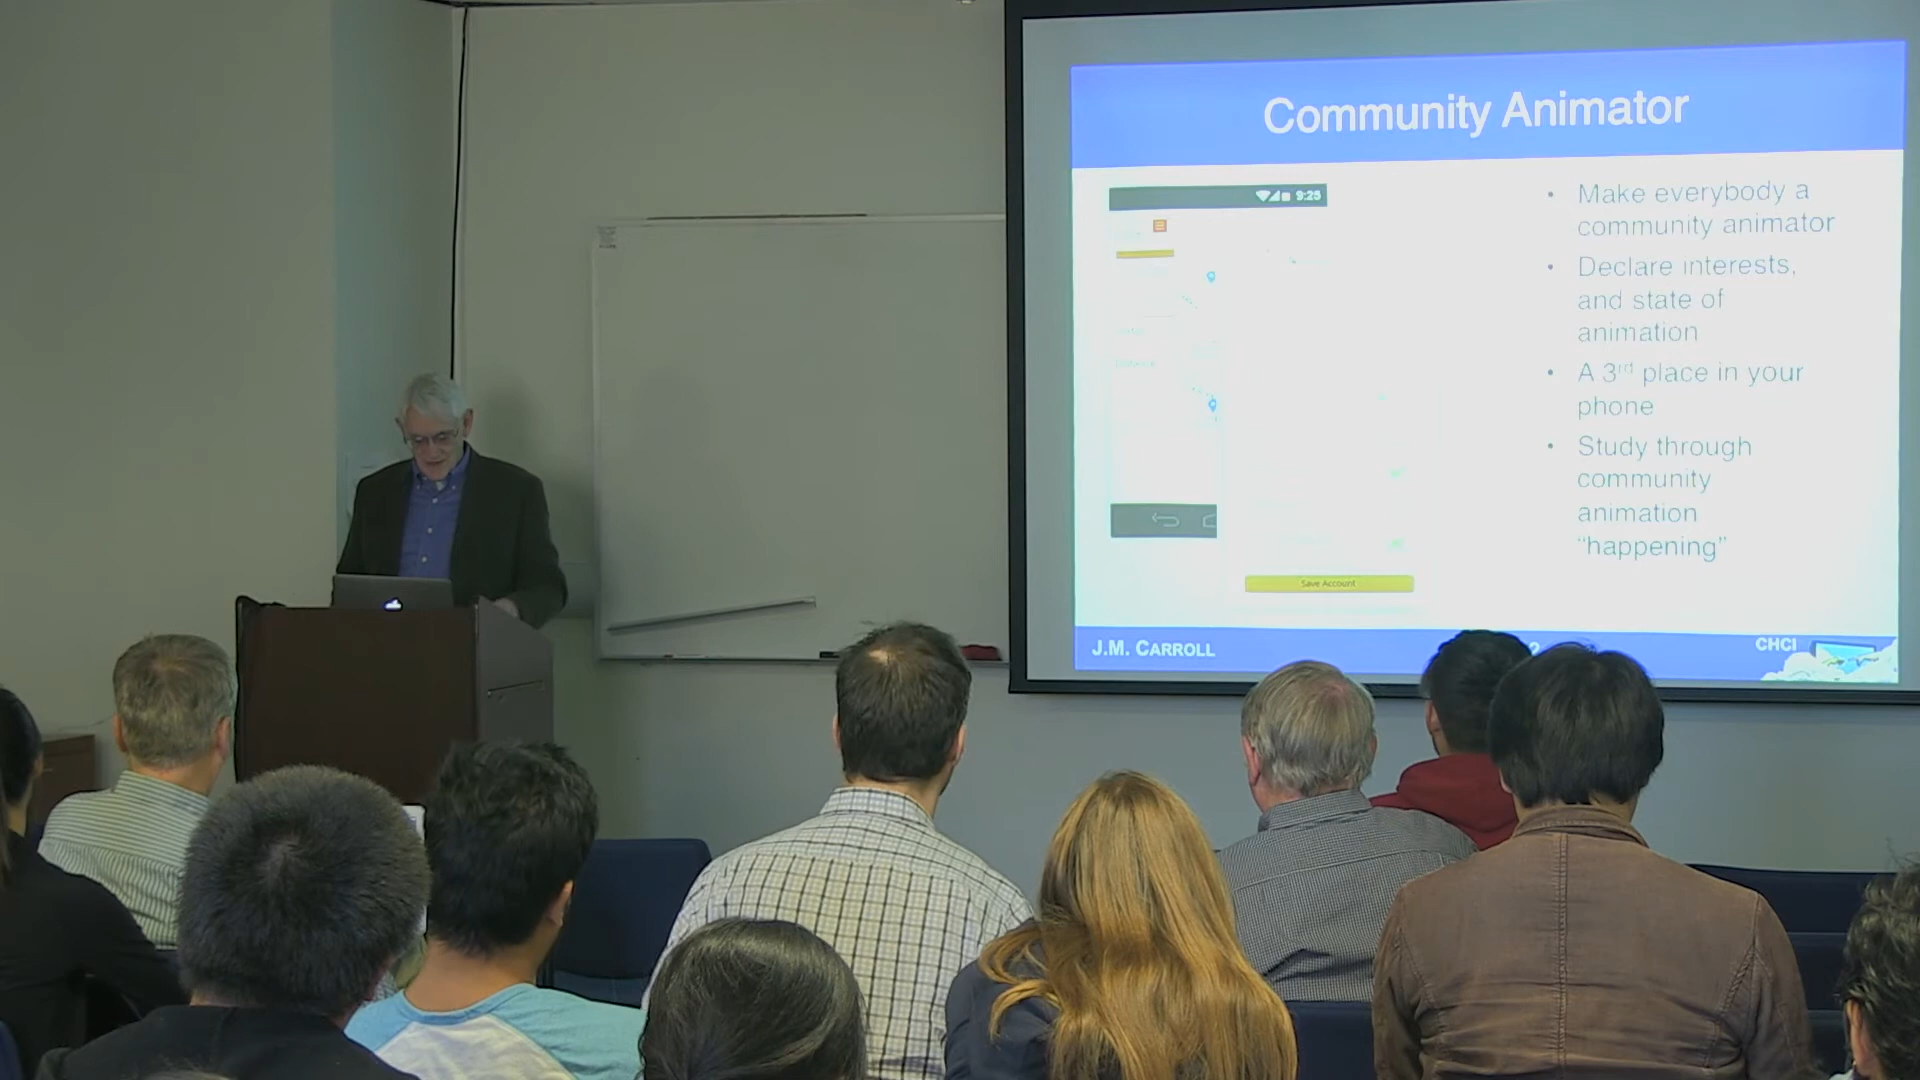 Community Animator
9:25
• Make everybody a
community animator
• Declare interests,
and state of
animation
• A 3rd place in your
phone
• Study through
community
animation
“happening”
Save Account
J.M. CARROLL
2
CHCI